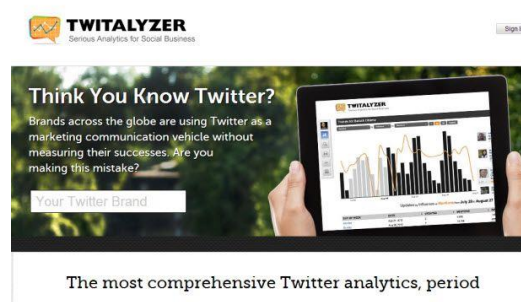 TWITALYZER
Serious Analytics for Social Business
Sign I
Think You Know Twitter?
Brands across the globe are using Twitter as a
marketing communication vehicle without
measuring their successes. Are you
making this mistake?
Your Twitter Brand
TWITALYZER
The most comprehensive Twitter analytics, period